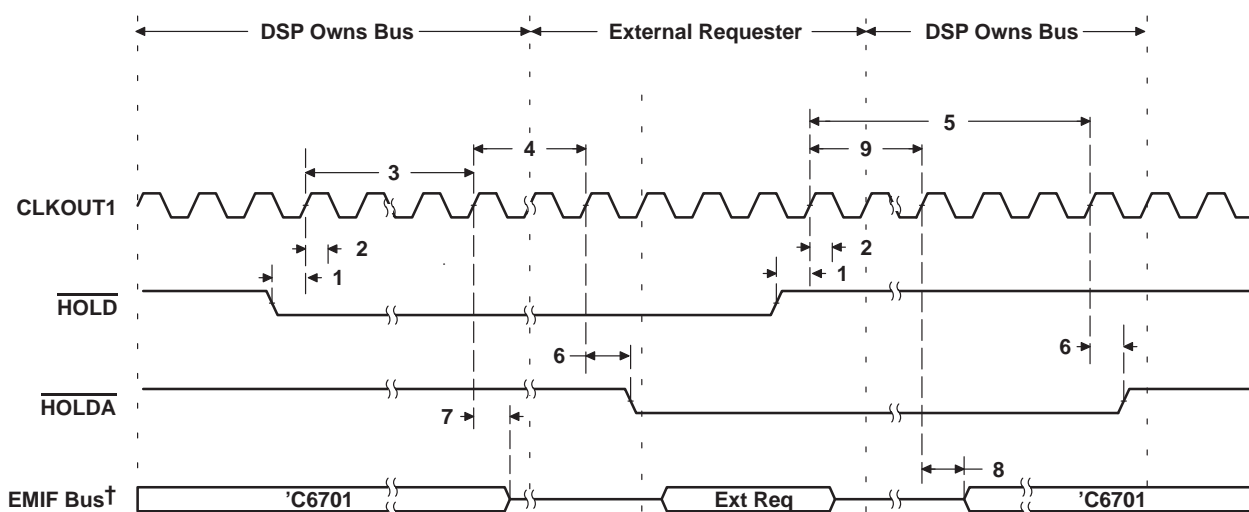 DSP Owns Bus External Requester DSP Owns Bus
5
4 9
3
CLKOUT1
2 2
1 1
HOLD
6 6
HOLDA
7
8
EMIF Bus† ’C6701 Ext Req ’C6701